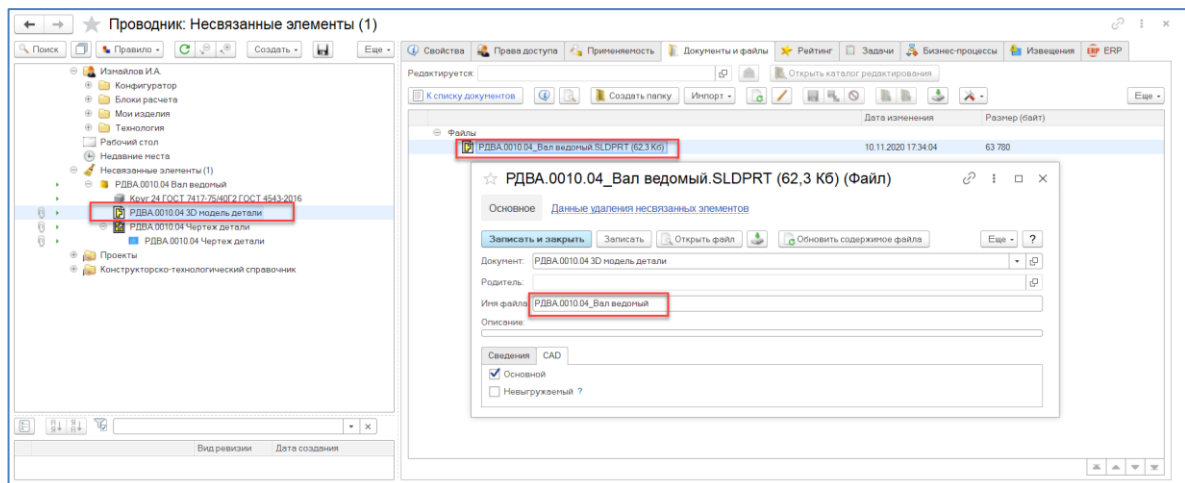 Проводник: Несвязанные элементы (1)
Поиск Правило Создать Еще
Измайлов И.А.
Конфигуратор
Блоки расчета
Мои изделия
Технология
Рабочий стол
Недавние места
Несвязанные элементы (1)
РДВА.0010.04 Вал ведомый
Круг 24 ГОСТ 7417-75/40Г2 ГОСТ 4543-2016
РДВА.0010.04 3D модель детали
РДВА.0010.04 Чертеж детали
РДВА.0010.04 Чертеж детали
Проекты
Конструкторско-технологический справочник
Вид ревизии Дата создания
Свойства Права доступа Применяемость Документы и файлы Рейтинг Задачи Бизнес-процессы Извещения ERP ERP
Редактируется: Открыть каталог редактирования
К списку документов Создать папку Импорт Еще
Дата изменения Размер (байт)
Файлы
РДВА.0010.04_Вал ведомый.SLDPRT (62,3 Кб) 10.11.2020 17:34:04 63 780
РДВА.0010.04_Вал ведомый.SLDPRT (62,3 Кб) (Файл)
Основное Данные удаления несвязанных элементов
Записать и закрыть Записать Открыть файл Обновить содержимое файла Еще ?
Документ: РДВА.0010.04 3D модель детали
Родитель:
Имя файла: РДВА.0010.04_Вал ведомый
Описание:
Сведения CAD
Основной
Невыгружаемый ?